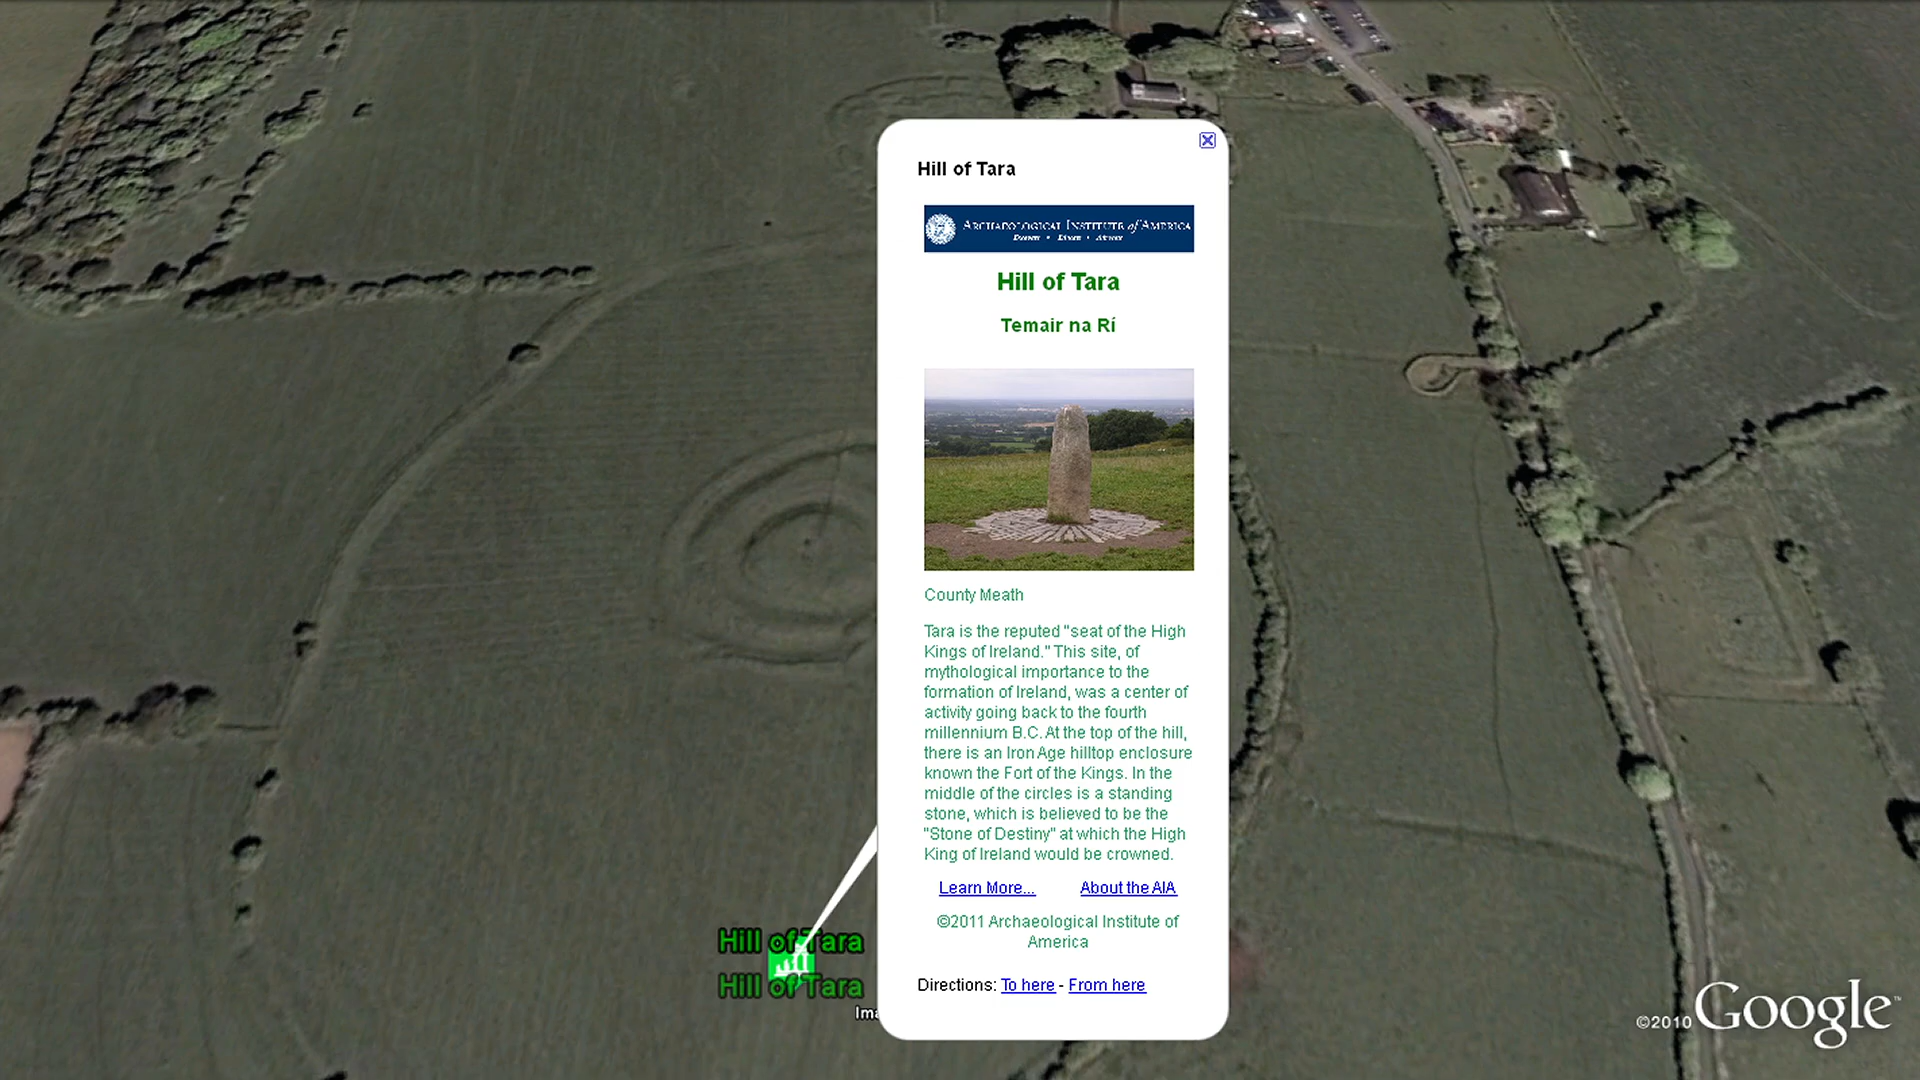 Hill of Tara
ARCHAEOLOGICAL INSTITUTE of AMERICA
Hill of Tara
Temair na Rí
County Meath
Tara is the reputed "seat of the High
Kings of Ireland." This site, of
mythological importance to the
formation of Ireland, was a center of
activity going back to the fourth
millennium B.C. At the top of the hill,
there is an Iron Age hilltop enclosure
known the Fort of the Kings. In the
middle of the circles is a standing
stone, which is believed to be the
"Stone of Destiny" at which the High
King of Ireland would be crowned.
Learn More... About the AIA
©2011 Archaeological Institute of
America
Directions: To here - From here
Hill of Tara
Hill of Tara
©2010 Google™